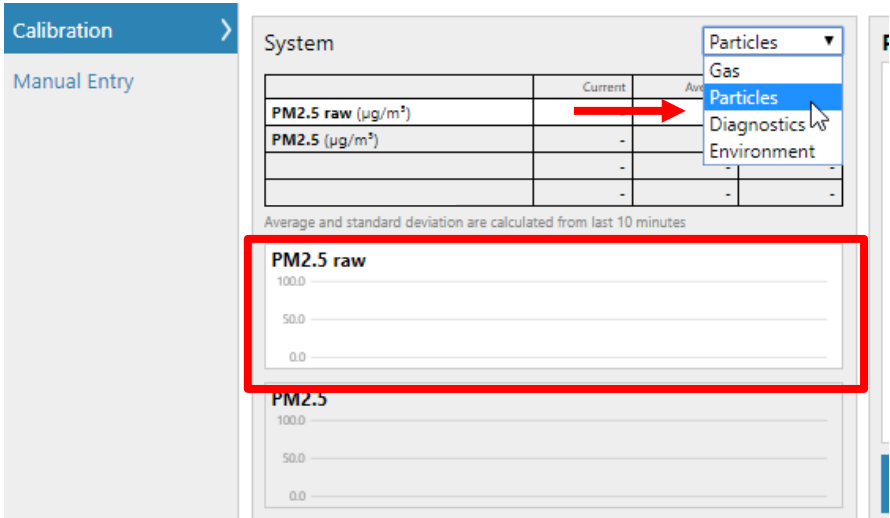 Calibration
Manual Entry
System
Particles
Gas
Particles
Diagnostics
Environment
Current
PM2.5 raw (µg/m³)
PM2.5 (µg/m³) -
- - -
- - -
Average and standard deviation are calculated from last 10 minutes
PM2.5 raw
100.0
50.0
0.0
PM2.5
100.0
50.0
0.0